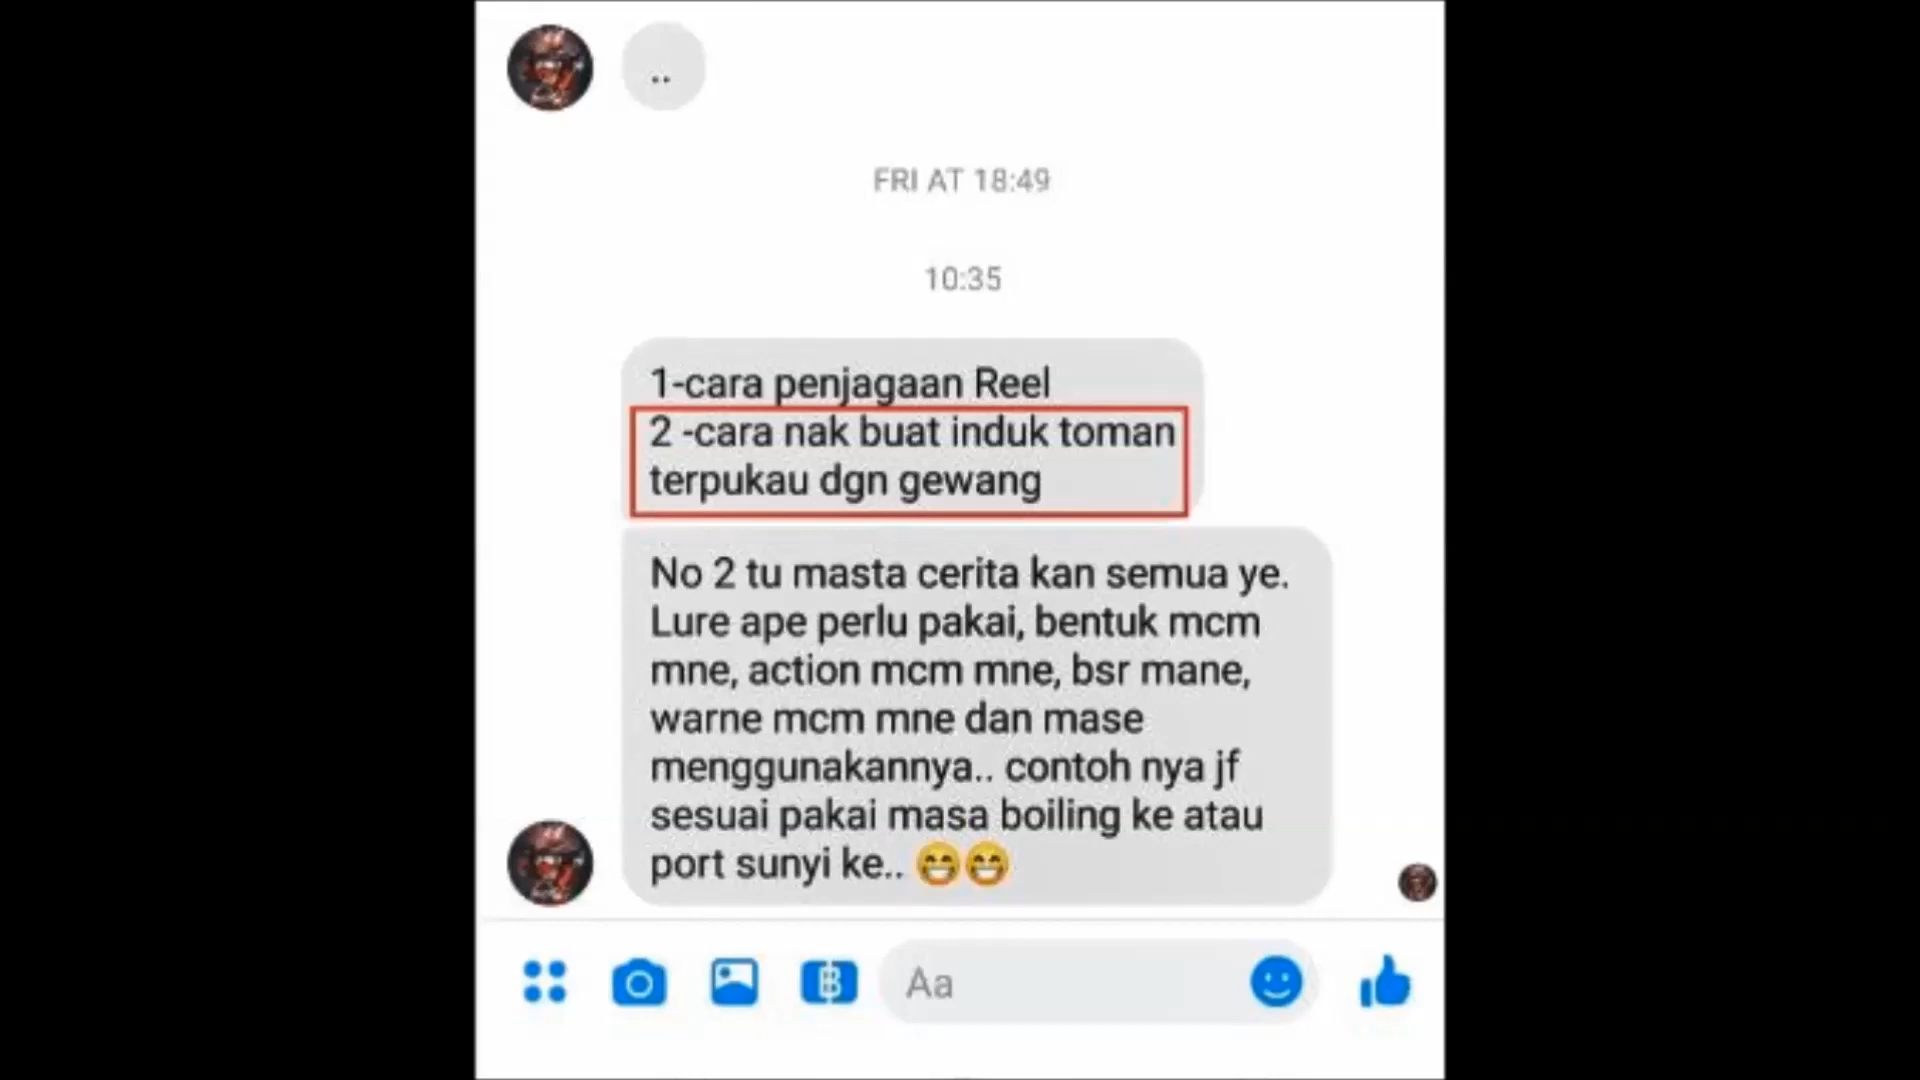 ..
FRI AT 18:49
10:35
1-cara penjagaan Reel
2 -cara nak buat induk toman
terpukau dgn gewang
No 2 tu masta cerita kan semua ye.
Lure ape perlu pakai, bentuk mcm
mne, action mcm mne, bsr mane,
warne mcm mne dan mase
menggunakannya.. contoh nya jf
sesuai pakai masa boiling ke atau
port sunyi ke.. 😁😁
Aa